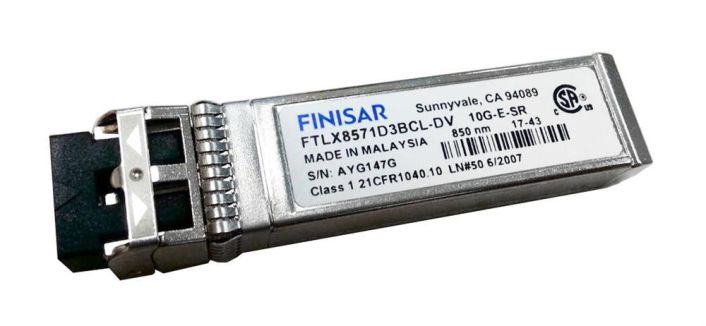 FINISAR Sunnyvale, CA 94089
FTLX8571D3BCL-DV 10G-E-SR
MADE IN MALAYSIA 850 nm 17-43
S/N: AYG147G
Class 1 21CFR1040.10 LN#50 6/2007
C US